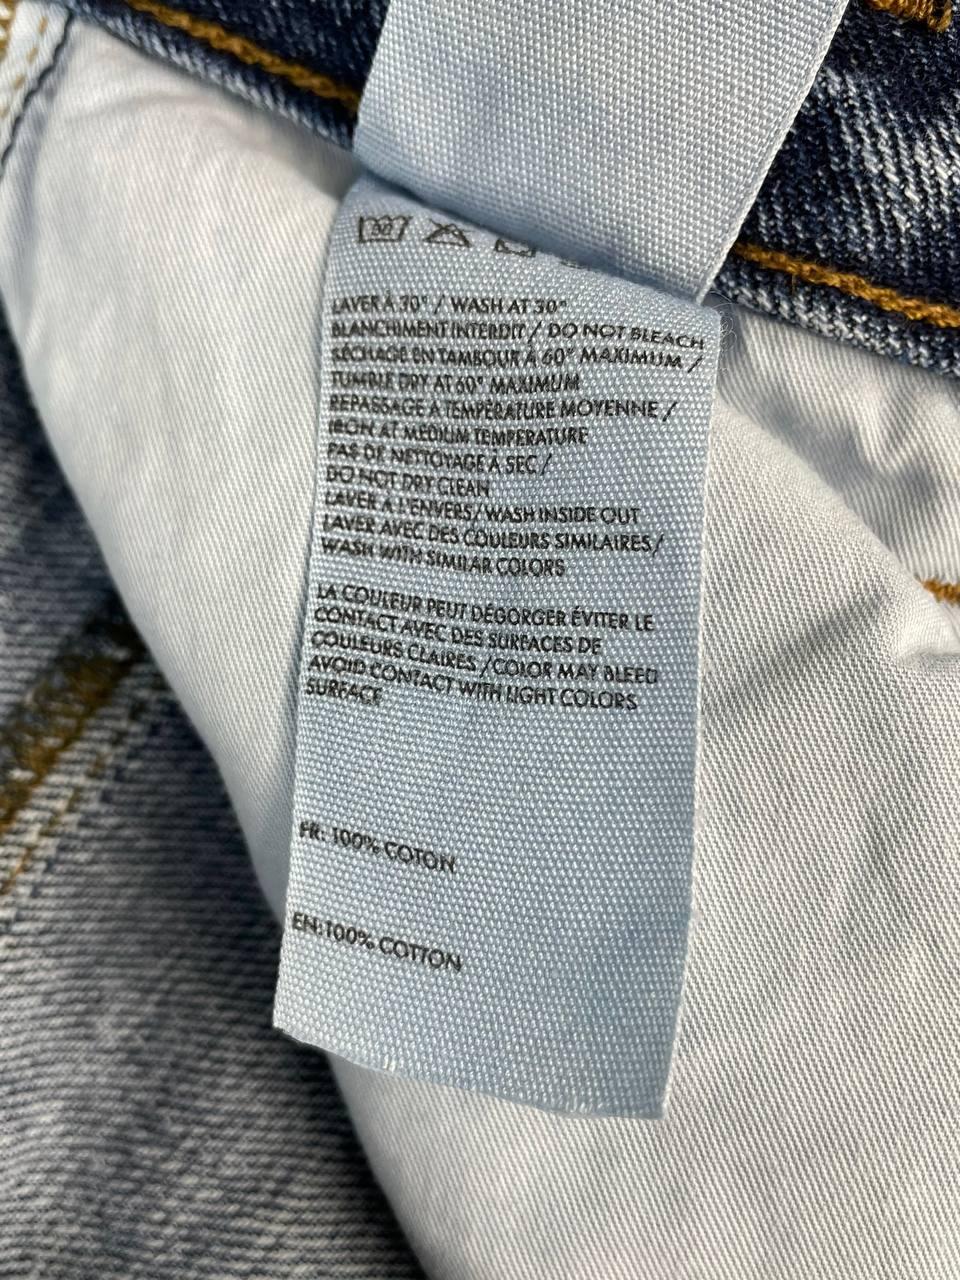 LAVER À 30° / WASH AT 30°
BLANCHIMENT INTERDIT / DO NOT BLEACH
SÉCHAGE EN TAMBOUR À 60° MAXIMUM /
TUMBLE DRY AT 60° MAXIMUM
REPASSAGE A TEMPÉRATURE MOYENNE /
IRON AT MEDIUM TEMPERATURE
PAS DE NETTOYAGE À SEC /
DO NOT DRY CLEAN
LAVER À L'ENVERS/WASH INSIDE OUT
LAVER AVEC DES COULEURS SIMILAIRES/
WASH WITH SIMILAR COLORS
LA COULEUR PEUT DÉGORGER ÉVITER LE
CONTACT AVEC DES SURFACES DE
COULEURS CLAIRES /COLOR MAY BLEED
AVOID CONTACT WITH LIGHT COLORS
SURFACE
FR: 100% COTON
EN:100% COTTON